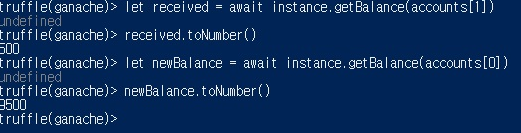 truffle(ganache)> let received = await instance.getBalance(accounts[1])
undefined
truffle(ganache)> received.toNumber()
500
truffle(ganache)> let newBalance = await instance.getBalance(accounts[0])
undefined
truffle(ganache)> newBalance.toNumber()
9500
truffle(ganache)>